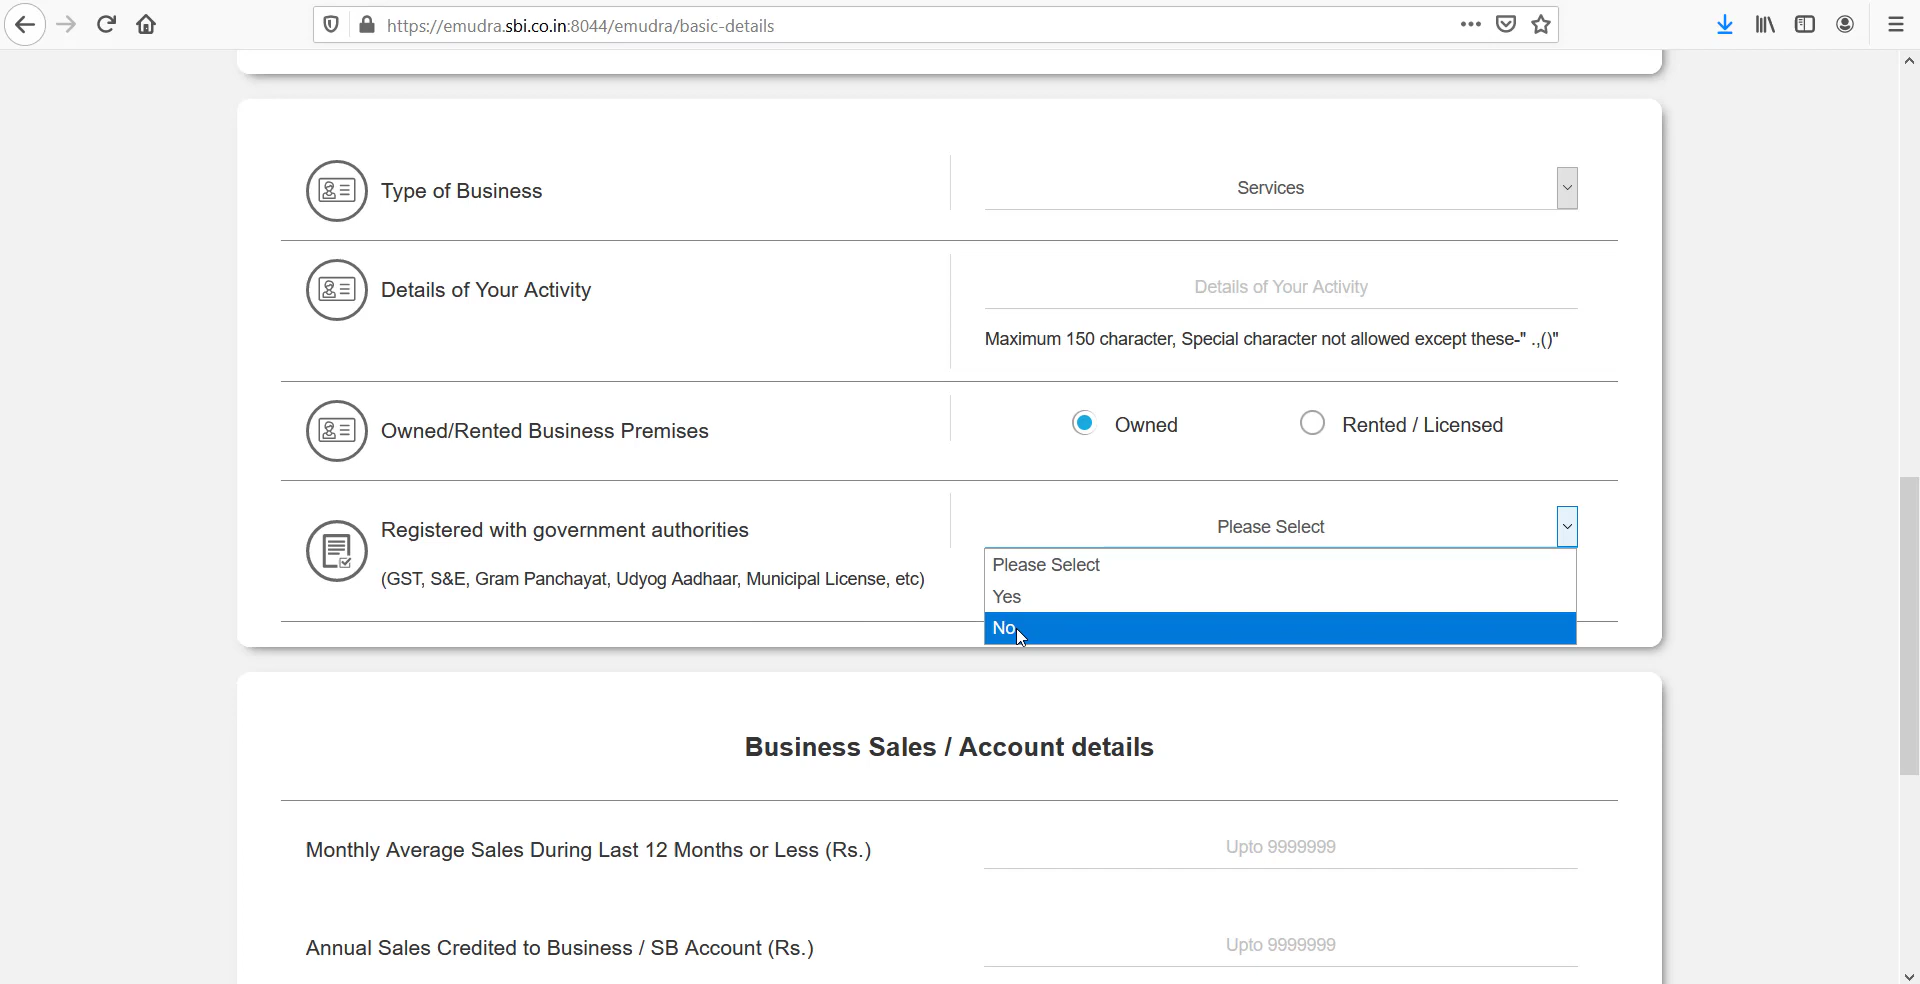 https://emudra.sbi.co.in:8044/emudra/basic-details
Type of Business
Services
Details of Your Activity
Details of Your Activity
Maximum 150 character, Special character not allowed except these-" .,()"
Owned/Rented Business Premises
Owned
Rented / Licensed
Registered with government authorities
(GST, S&E, Gram Panchayat, Udyog Aadhaar, Municipal License, etc)
Please Select
Please Select
Yes
No
Business Sales / Account details
Monthly Average Sales During Last 12 Months or Less (Rs.)
Upto 9999999
Annual Sales Credited to Business / SB Account (Rs.)
Upto 9999999